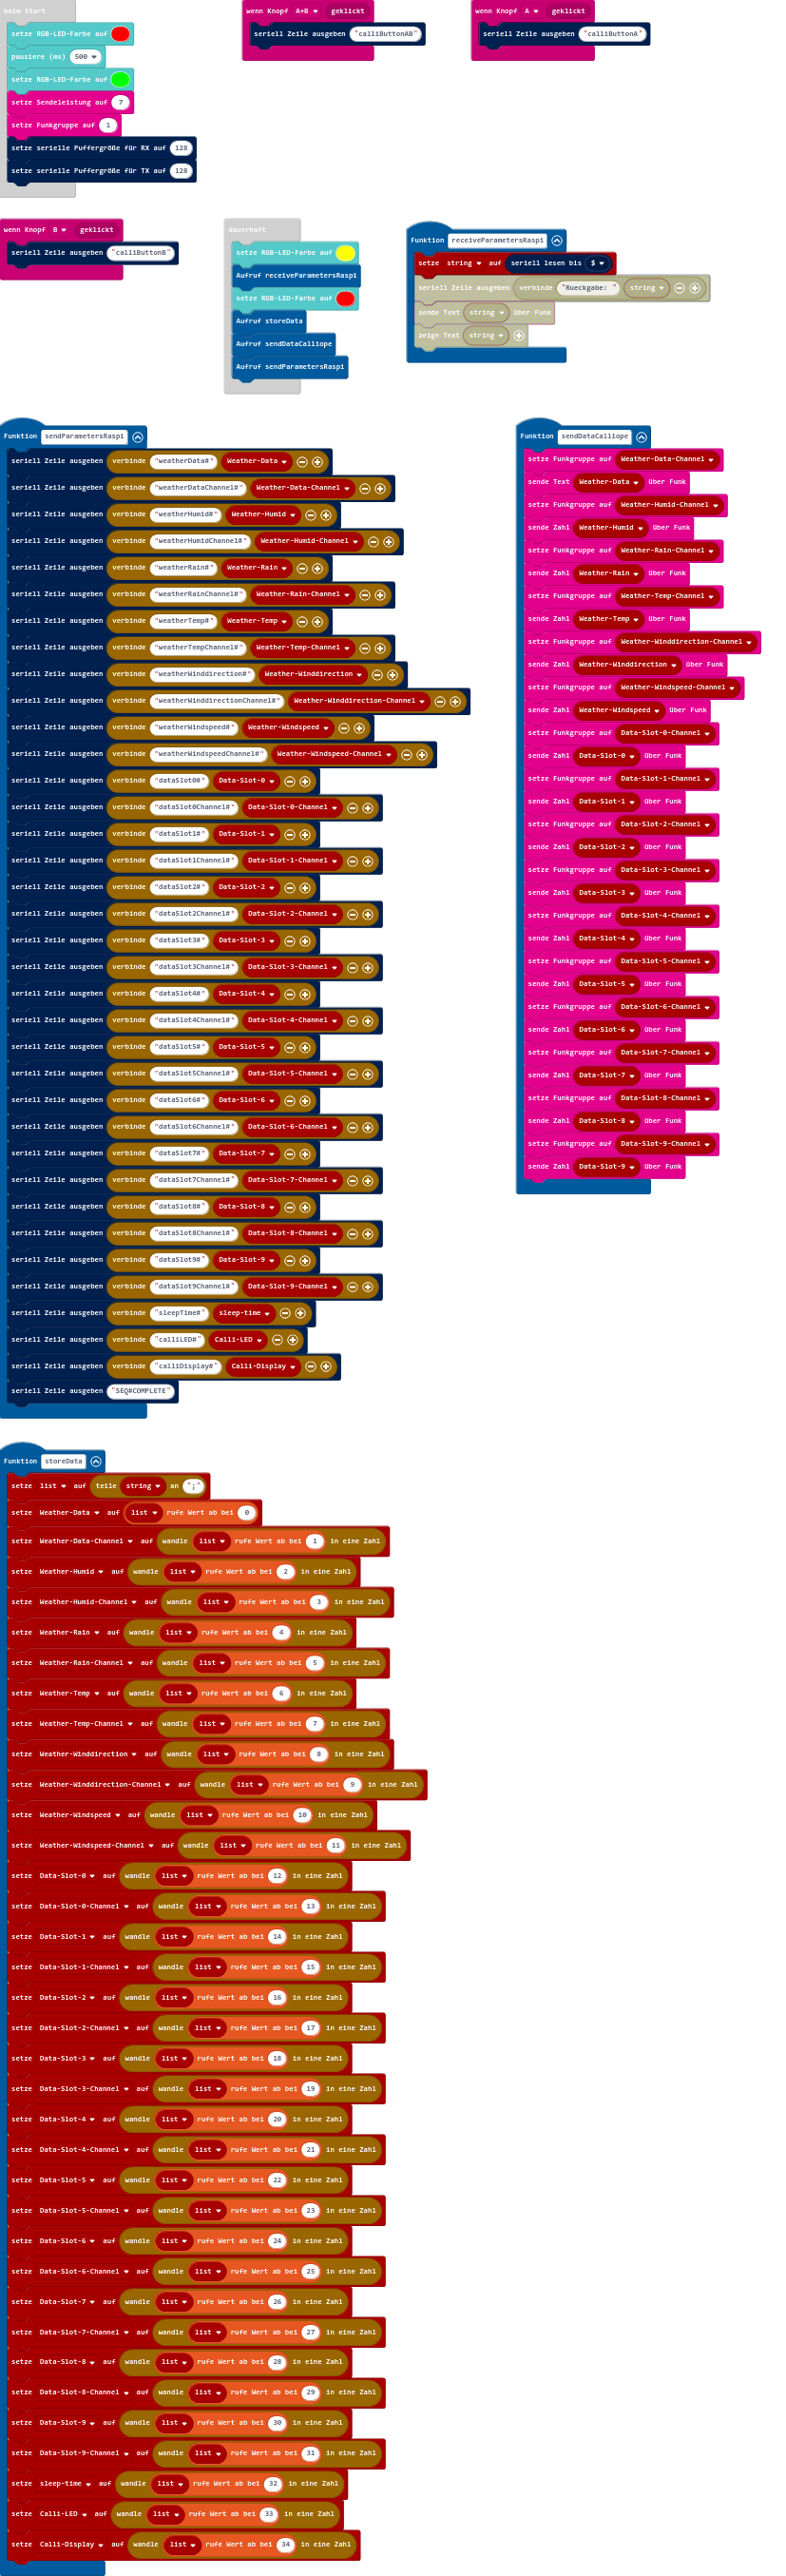 beim Start
setze RGB-LED-Farbe auf
pausiere (ms) 500
setze RGB-LED-Farbe auf
setze Sendeleistung auf 7
setze Funkgruppe auf 1
setze serielle Puffergröße für RX auf 128
setze serielle Puffergröße für TX auf 128
wenn Knopf A+B geklickt
seriell Zeile ausgeben "calliButtonAB"
wenn Knopf A geklickt
seriell Zeile ausgeben "calliButtonA"
wenn Knopf B geklickt
seriell Zeile ausgeben "calliButtonB"
dauerhaft
setze RGB-LED-Farbe auf
Aufruf receiveParametersRaspi
setze RGB-LED-Farbe auf
Aufruf storeData
Aufruf sendDataCalliope
Aufruf sendParametersRaspi
Funktion receiveParametersRaspi
setze string auf seriell lesen bis $
seriell Zeile ausgeben verbinde "Rueckgabe: " string
sende Text string über Funk
zeige Text string
Funktion sendParametersRaspi
seriell Zeile ausgeben verbinde "weatherData#" Weather-Data
seriell Zeile ausgeben verbinde "weatherDataChannel#" Weather-Data-Channel
seriell Zeile ausgeben verbinde "weatherHumid#" Weather-Humid
seriell Zeile ausgeben verbinde "weatherHumidChannel#" Weather-Humid-Channel
seriell Zeile ausgeben verbinde "weatherRain#" Weather-Rain
seriell Zeile ausgeben verbinde "weatherRainChannel#" Weather-Rain-Channel
seriell Zeile ausgeben verbinde "weatherTemp#" Weather-Temp
seriell Zeile ausgeben verbinde "weatherTempChannel#" Weather-Temp-Channel
seriell Zeile ausgeben verbinde "weatherWinddirection#" Weather-Winddirection
seriell Zeile ausgeben verbinde "weatherWinddirectionChannel#" Weather-Winddirection-Channel
seriell Zeile ausgeben verbinde "weatherWindspeed#" Weather-Windspeed
seriell Zeile ausgeben verbinde "weatherWindspeedChannel#" Weather-Windspeed-Channel
seriell Zeile ausgeben verbinde "dataSlot0#" Data-Slot-0
seriell Zeile ausgeben verbinde "dataSlot0Channel#" Data-Slot-0-Channel
seriell Zeile ausgeben verbinde "dataSlot1#" Data-Slot-1
seriell Zeile ausgeben verbinde "dataSlot1Channel#" Data-Slot-1-Channel
seriell Zeile ausgeben verbinde "dataSlot2#" Data-Slot-2
seriell Zeile ausgeben verbinde "dataSlot2Channel#" Data-Slot-2-Channel
seriell Zeile ausgeben verbinde "dataSlot3#" Data-Slot-3
seriell Zeile ausgeben verbinde "dataSlot3Channel#" Data-Slot-3-Channel
seriell Zeile ausgeben verbinde "dataSlot4#" Data-Slot-4
seriell Zeile ausgeben verbinde "dataSlot4Channel#" Data-Slot-4-Channel
seriell Zeile ausgeben verbinde "dataSlot5#" Data-Slot-5
seriell Zeile ausgeben verbinde "dataSlot5Channel#" Data-Slot-5-Channel
seriell Zeile ausgeben verbinde "dataSlot6#" Data-Slot-6
seriell Zeile ausgeben verbinde "dataSlot6Channel#" Data-Slot-6-Channel
seriell Zeile ausgeben verbinde "dataSlot7#" Data-Slot-7
seriell Zeile ausgeben verbinde "dataSlot7Channel#" Data-Slot-7-Channel
seriell Zeile ausgeben verbinde "dataSlot8#" Data-Slot-8
seriell Zeile ausgeben verbinde "dataSlot8Channel#" Data-Slot-8-Channel
seriell Zeile ausgeben verbinde "dataSlot9#" Data-Slot-9
seriell Zeile ausgeben verbinde "dataSlot9Channel#" Data-Slot-9-Channel
seriell Zeile ausgeben verbinde "sleepTime#" sleep-time
seriell Zeile ausgeben verbinde "calliLED#" Calli-LED
seriell Zeile ausgeben verbinde "calliDisplay#" Calli-Display
seriell Zeile ausgeben "SEQ#COMPLETE"
Funktion sendDataCalliope
setze Funkgruppe auf Weather-Data-Channel
sende Text Weather-Data über Funk
setze Funkgruppe auf Weather-Humid-Channel
sende Zahl Weather-Humid über Funk
setze Funkgruppe auf Weather-Rain-Channel
sende Zahl Weather-Rain über Funk
setze Funkgruppe auf Weather-Temp-Channel
sende Zahl Weather-Temp über Funk
setze Funkgruppe auf Weather-Winddirection-Channel
sende Zahl Weather-Winddirection über Funk
setze Funkgruppe auf Weather-Windspeed-Channel
sende Zahl Weather-Windspeed über Funk
setze Funkgruppe auf Data-Slot-0-Channel
sende Zahl Data-Slot-0 über Funk
setze Funkgruppe auf Data-Slot-1-Channel
sende Zahl Data-Slot-1 über Funk
setze Funkgruppe auf Data-Slot-2-Channel
sende Zahl Data-Slot-2 über Funk
setze Funkgruppe auf Data-Slot-3-Channel
sende Zahl Data-Slot-3 über Funk
setze Funkgruppe auf Data-Slot-4-Channel
sende Zahl Data-Slot-4 über Funk
setze Funkgruppe auf Data-Slot-5-Channel
sende Zahl Data-Slot-5 über Funk
setze Funkgruppe auf Data-Slot-6-Channel
sende Zahl Data-Slot-6 über Funk
setze Funkgruppe auf Data-Slot-7-Channel
sende Zahl Data-Slot-7 über Funk
setze Funkgruppe auf Data-Slot-8-Channel
sende Zahl Data-Slot-8 über Funk
setze Funkgruppe auf Data-Slot-9-Channel
sende Zahl Data-Slot-9 über Funk
Funktion storeData
setze list auf teile string an ";"
setze Weather-Data auf list rufe Wert ab bei 0
setze Weather-Data-Channel auf wandle list rufe Wert ab bei 1 in eine Zahl
setze Weather-Humid auf wandle list rufe Wert ab bei 2 in eine Zahl
setze Weather-Humid-Channel auf wandle list rufe Wert ab bei 3 in eine Zahl
setze Weather-Rain auf wandle list rufe Wert ab bei 4 in eine Zahl
setze Weather-Rain-Channel auf wandle list rufe Wert ab bei 5 in eine Zahl
setze Weather-Temp auf wandle list rufe Wert ab bei 6 in eine Zahl
setze Weather-Temp-Channel auf wandle list rufe Wert ab bei 7 in eine Zahl
setze Weather-Winddirection auf wandle list rufe Wert ab bei 8 in eine Zahl
setze Weather-Winddirection-Channel auf wandle list rufe Wert ab bei 9 in eine Zahl
setze Weather-Windspeed auf wandle list rufe Wert ab bei 10 in eine Zahl
setze Weather-Windspeed-Channel auf wandle list rufe Wert ab bei 11 in eine Zahl
setze Data-Slot-0 auf wandle list rufe Wert ab bei 12 in eine Zahl
setze Data-Slot-0-Channel auf wandle list rufe Wert ab bei 13 in eine Zahl
setze Data-Slot-1 auf wandle list rufe Wert ab bei 14 in eine Zahl
setze Data-Slot-1-Channel auf wandle list rufe Wert ab bei 15 in eine Zahl
setze Data-Slot-2 auf wandle list rufe Wert ab bei 16 in eine Zahl
setze Data-Slot-2-Channel auf wandle list rufe Wert ab bei 17 in eine Zahl
setze Data-Slot-3 auf wandle list rufe Wert ab bei 18 in eine Zahl
setze Data-Slot-3-Channel auf wandle list rufe Wert ab bei 19 in eine Zahl
setze Data-Slot-4 auf wandle list rufe Wert ab bei 20 in eine Zahl
setze Data-Slot-4-Channel auf wandle list rufe Wert ab bei 21 in eine Zahl
setze Data-Slot-5 auf wandle list rufe Wert ab bei 22 in eine Zahl
setze Data-Slot-5-Channel auf wandle list rufe Wert ab bei 23 in eine Zahl
setze Data-Slot-6 auf wandle list rufe Wert ab bei 24 in eine Zahl
setze Data-Slot-6-Channel auf wandle list rufe Wert ab bei 25 in eine Zahl
setze Data-Slot-7 auf wandle list rufe Wert ab bei 26 in eine Zahl
setze Data-Slot-7-Channel auf wandle list rufe Wert ab bei 27 in eine Zahl
setze Data-Slot-8 auf wandle list rufe Wert ab bei 28 in eine Zahl
setze Data-Slot-8-Channel auf wandle list rufe Wert ab bei 29 in eine Zahl
setze Data-Slot-9 auf wandle list rufe Wert ab bei 30 in eine Zahl
setze Data-Slot-9-Channel auf wandle list rufe Wert ab bei 31 in eine Zahl
setze sleep-time auf wandle list rufe Wert ab bei 32 in eine Zahl
setze Calli-LED auf wandle list rufe Wert ab bei 33 in eine Zahl
setze Calli-Display auf wandle list rufe Wert ab bei 34 in eine Zahl